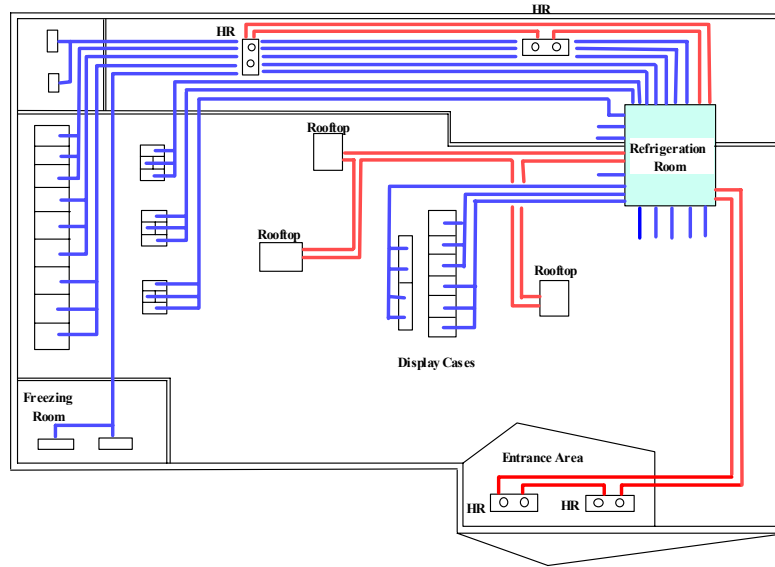 HR
HR
Rooftop
Refrigeration
Room
Rooftop
Rooftop
Display Cases
Freezing
Room
Entrance Area
HR
HR